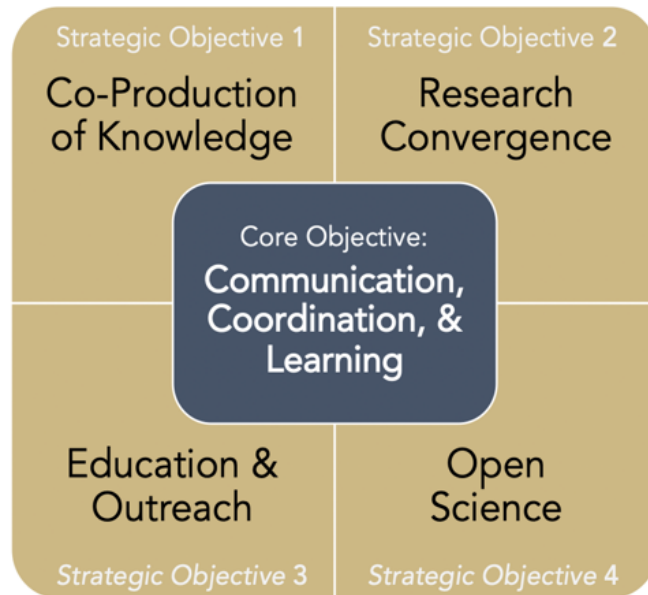 Strategic Objective 1
Co-Production
of Knowledge
Strategic Objective 2
Research
Convergence
Core Objective:
Communication,
Coordination, &
Learning
Education &
Outreach
Strategic Objective 3
Open
Science
Strategic Objective 4